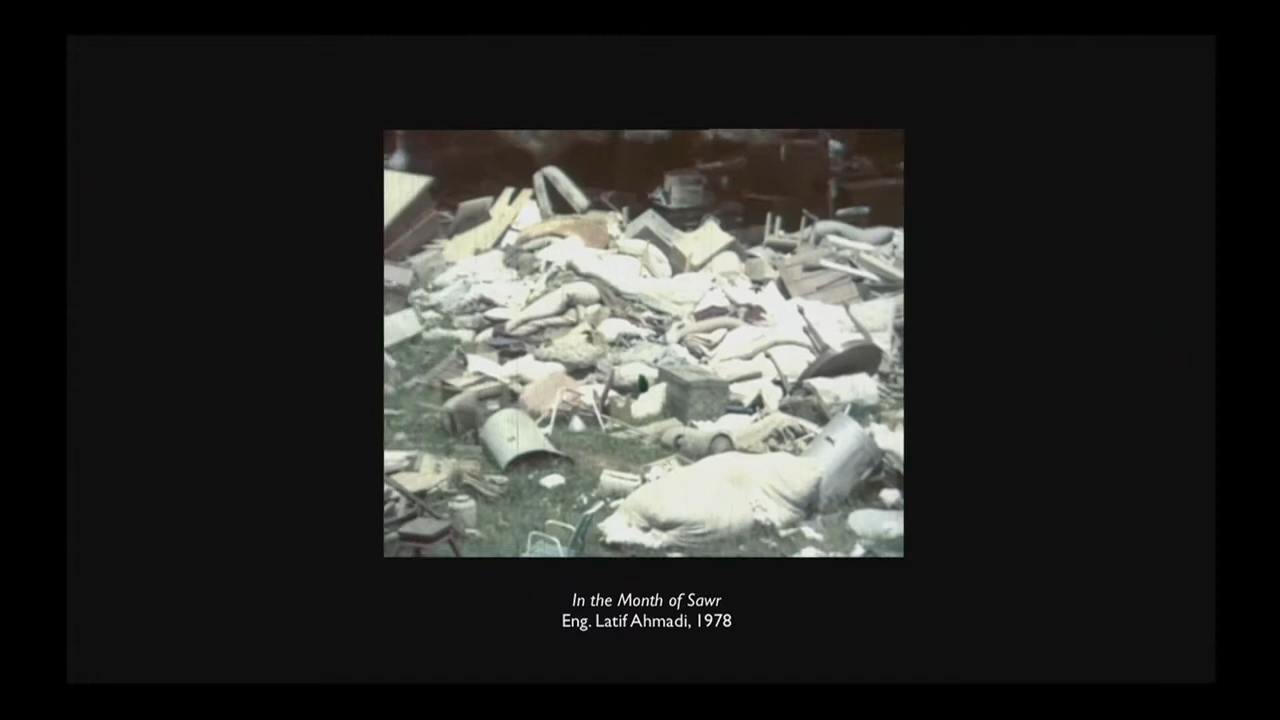 In the Month of Sawr
Eng. Latif Ahmadi, 1978